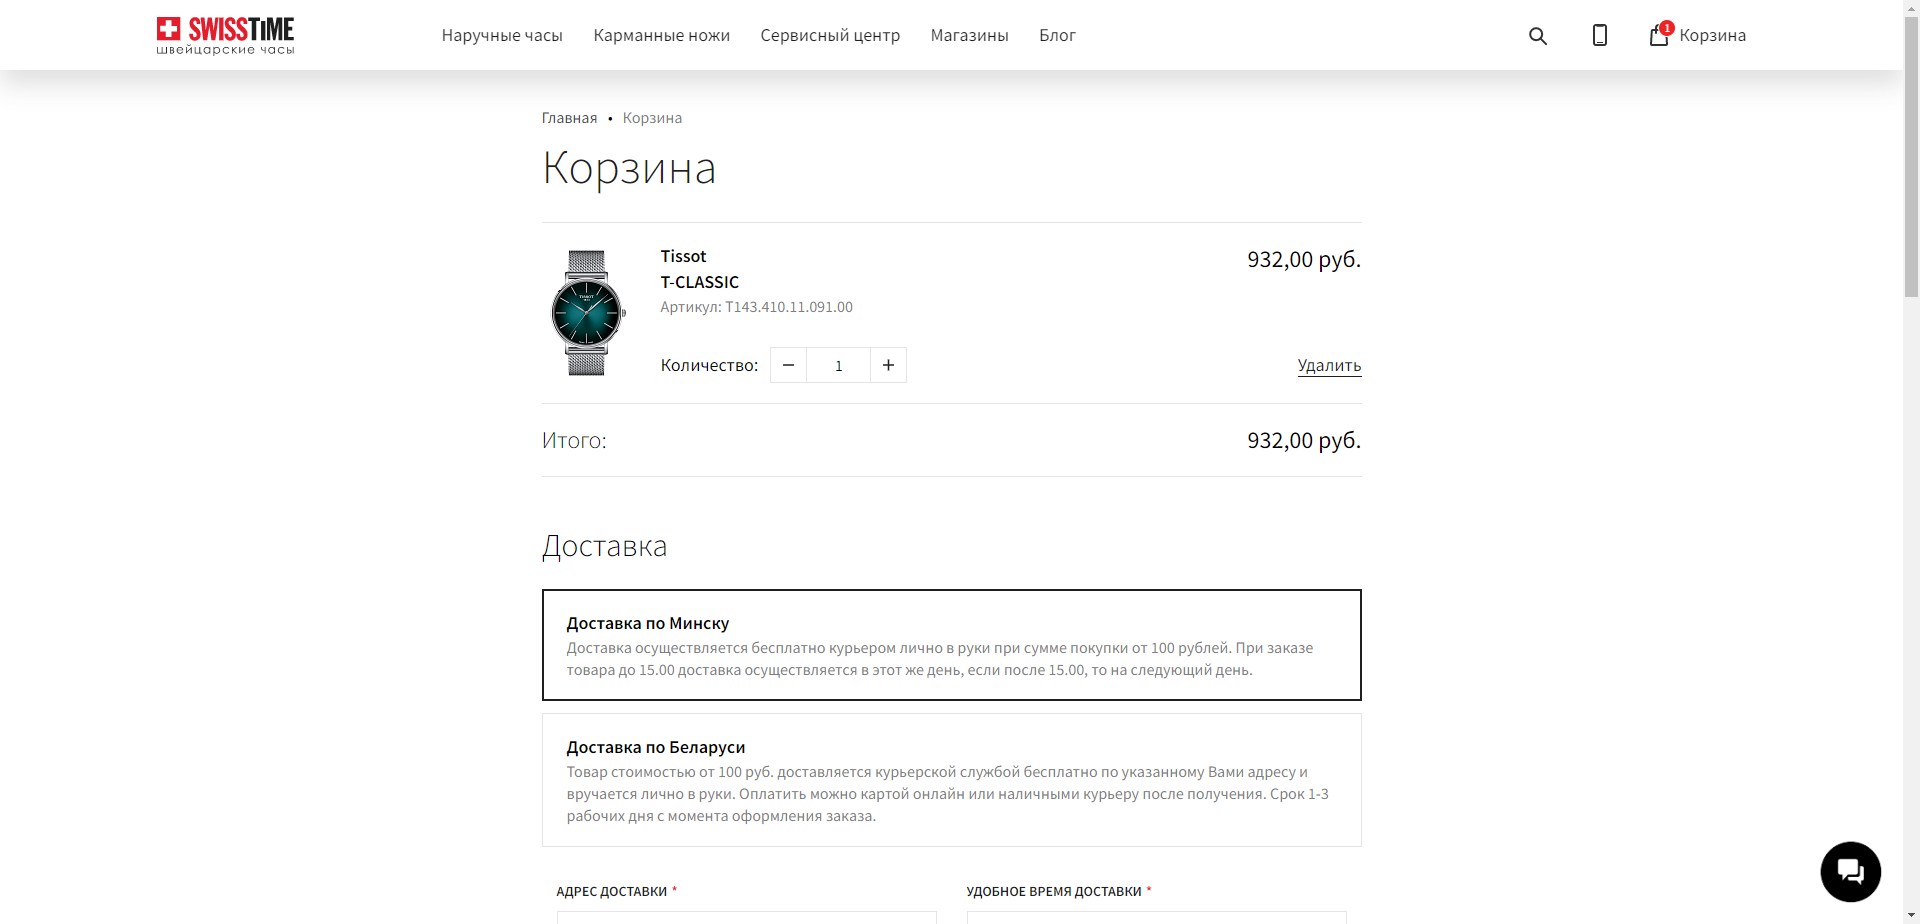 SWISSTIME
швейцарские часы
Наручные часы
Карманные ножи
Сервисный центр
Магазины
Блог
1
Корзина
Главная • Корзина
Корзина
Tissot
932,00 руб.
T-CLASSIC
Артикул: T143.410.11.091.00
Количество: − 1 +
Удалить
Итого:
932,00 руб.
Доставка
Доставка по Минску
Доставка осуществляется бесплатно курьером лично в руки при сумме покупки от 100 рублей. При заказе
товара до 15.00 доставка осуществляется в этот же день, если после 15.00, то на следующий день.
Доставка по Беларуси
Товар стоимостью от 100 руб. доставляется курьерской службой бесплатно по указанному Вами адресу и
вручается лично в руки. Оплатить можно картой онлайн или наличными курьеру после получения. Срок 1-3
рабочих дня с момента оформления заказа.
АДРЕС ДОСТАВКИ *
УДОБНОЕ ВРЕМЯ ДОСТАВКИ *